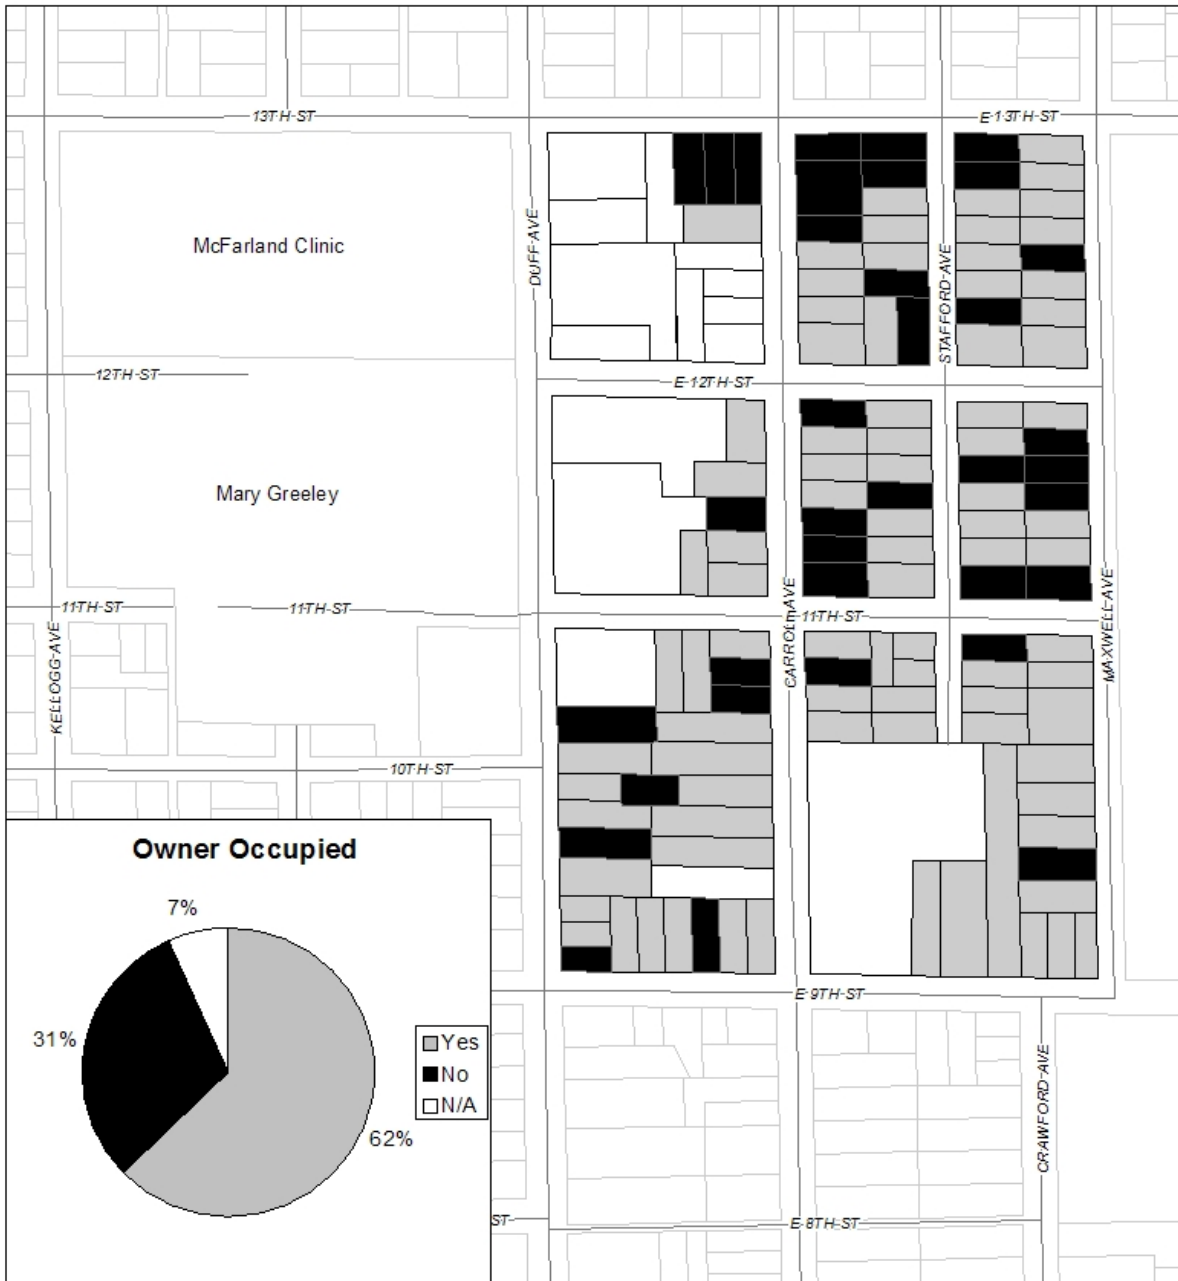 13TH ST
E 13TH ST
McFarland Clinic
DUFF AVE
STAFFORD AVE
12TH ST
E 12TH ST
Mary Greeley
11TH ST
11TH ST
11TH ST
CARROLL AVE
MAXWELL AVE
KELLOGG AVE
10TH ST
Owner Occupied
7%
31%
62%
Yes
No
N/A
E 9TH ST
CRAWFORD AVE
ST
E 8TH ST